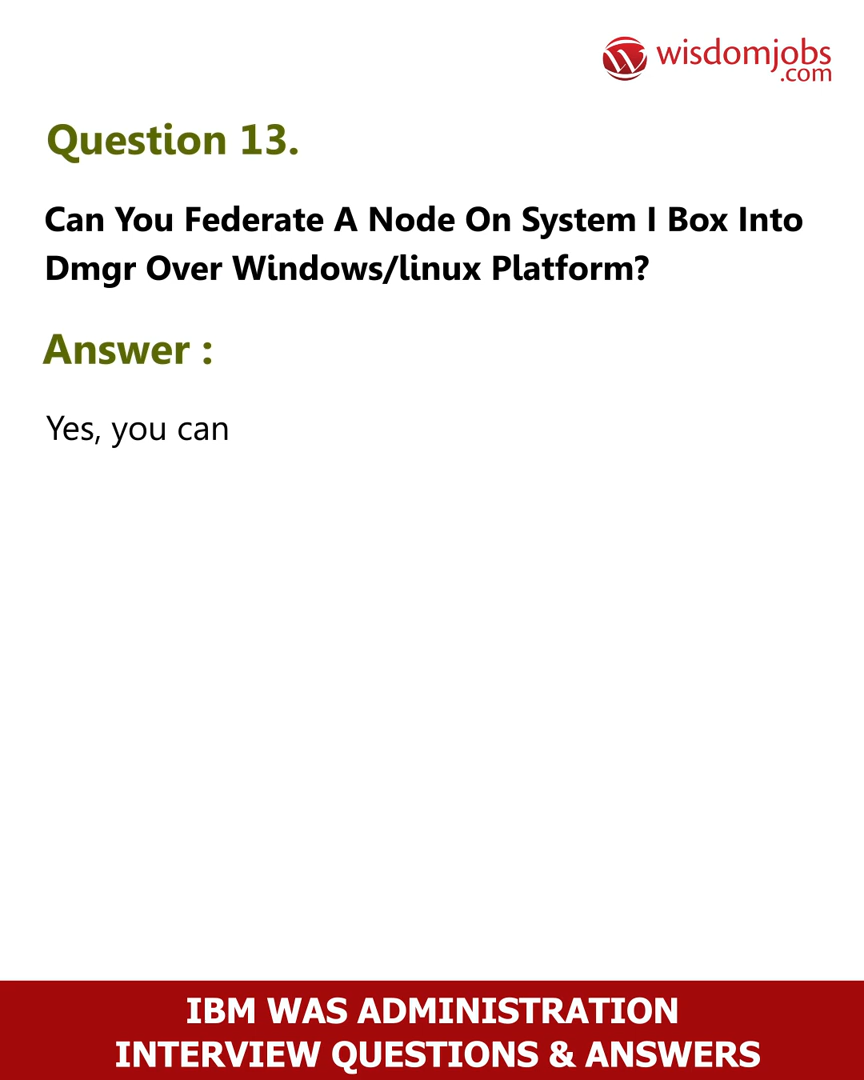 wisdomjobs
.com
Question 13.
Can You Federate A Node On System I Box Into
Dmgr Over Windows/linux Platform?
Answer :
Yes, you can
IBM WAS ADMINISTRATION
INTERVIEW QUESTIONS & ANSWERS